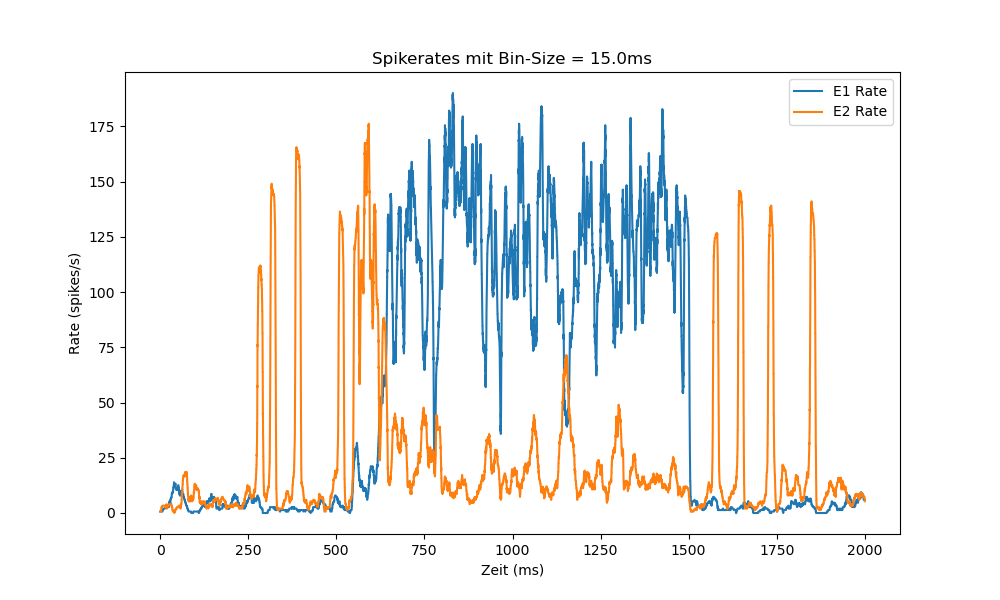 Spikerates mit Bin-Size = 15.0ms
E1 Rate
E2 Rate
175
150
125
100
75
50
25
0
Rate (spikes/s)
0 250 500 750 1000 1250 1500 1750 2000
Zeit (ms)